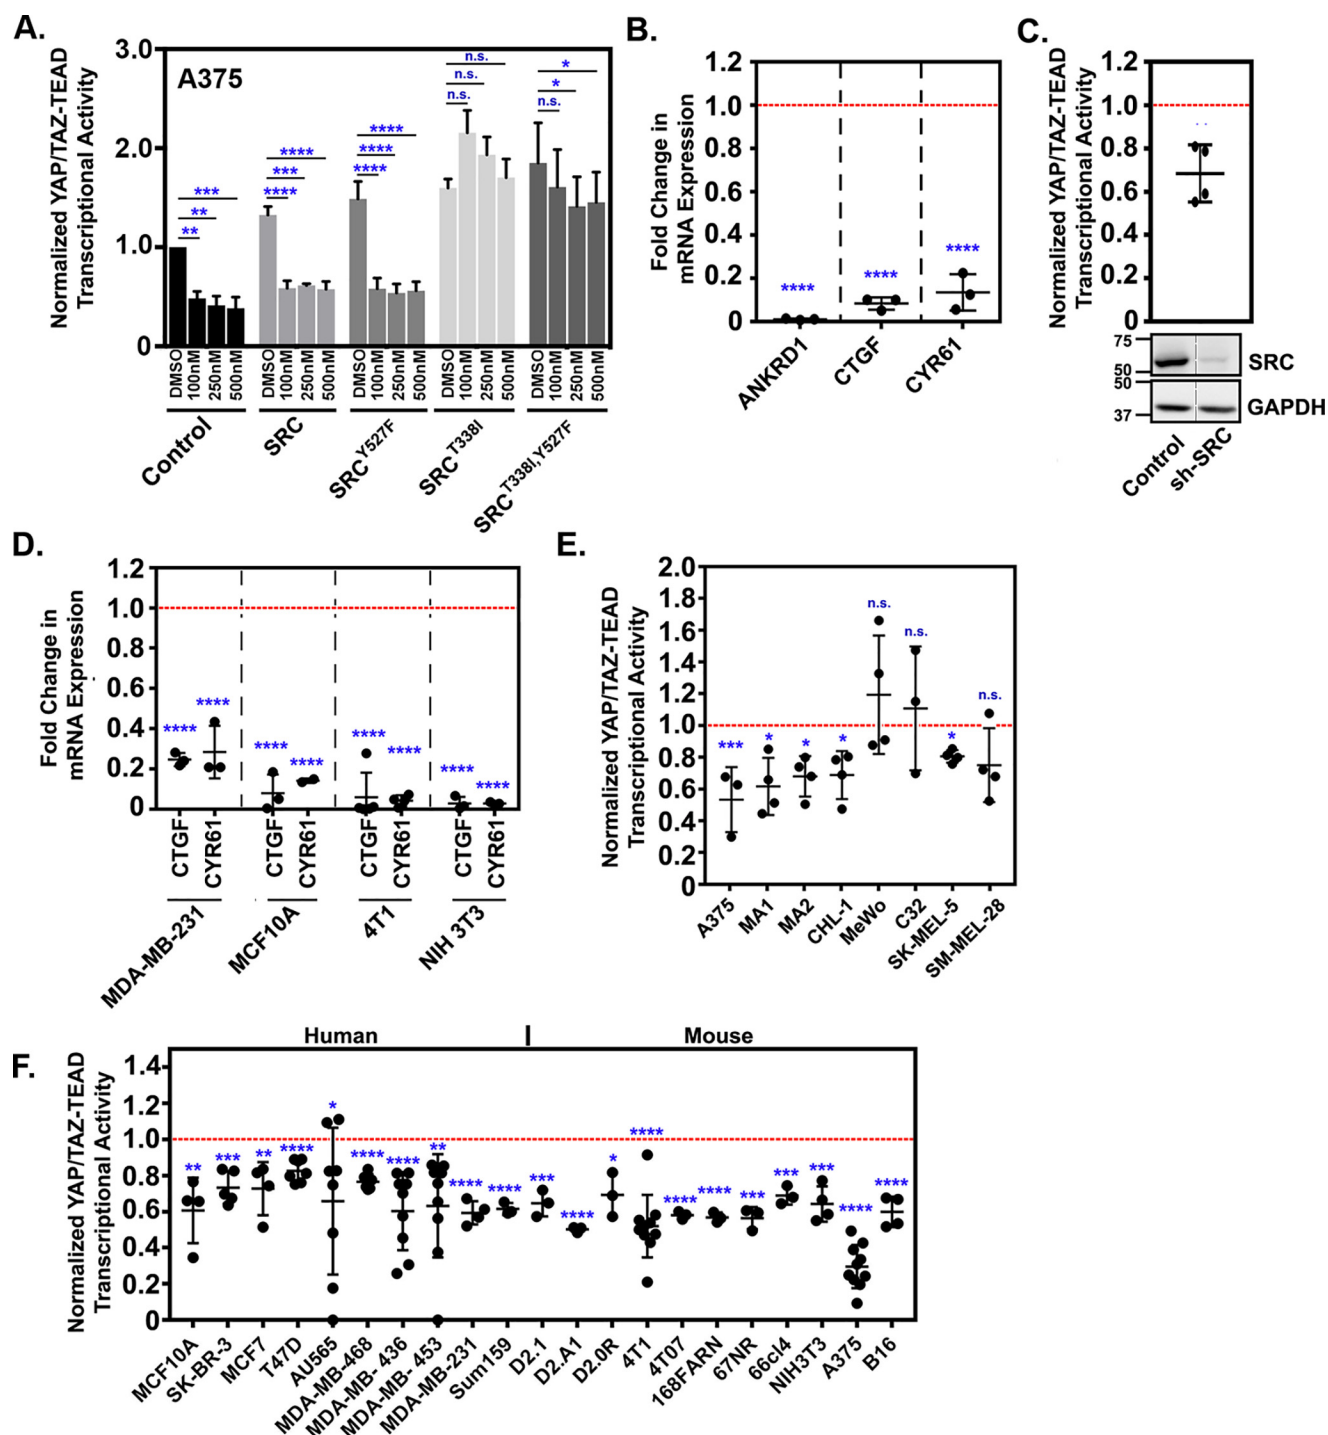 A.
Normalized YAP/TAZ-TEAD
Transcriptional Activity
3.0
2.0
1.0
0
A375
**
**
***
****
***
****
****
****
****
n.s.
n.s.
n.s.
n.s.
*
*
DMSO
100nM
250nM
500nM
DMSO
100nM
250nM
500nM
DMSO
100nM
250nM
500nM
DMSO
100nM
250nM
500nM
DMSO
100nM
250nM
500nM
Control
SRC
SRC^Y527F
SRC^T338I
SRC^T338I,Y527F
B.
Fold Change in
mRNA Expression
1.2
1.0
0.8
0.6
0.4
0.2
0
****
****
****
ANKRD1
CTGF
CYR61
C.
Normalized YAP/TAZ-TEAD
Transcriptional Activity
1.2
1.0
0.8
0.6
0.4
0.2
0
75
50
SRC
50
37
GAPDH
Control
sh-SRC
D.
Fold Change in
mRNA Expression
1.2
1.0
0.8
0.6
0.4
0.2
0
****
****
****
****
****
****
****
****
CTGF
CYR61
CTGF
CYR61
CTGF
CYR61
CTGF
CYR61
MDA-MB-231
MCF10A
4T1
NIH 3T3
E.
Normalized YAP/TAZ-TEAD
Transcriptional Activity
2.0
1.8
1.6
1.4
1.2
1.0
0.8
0.6
0.4
0.2
0
***
*
*
*
n.s.
n.s.
*
n.s.
A375
MA1
MA2
CHL-1
MeWo
C32
SK-MEL-5
SM-MEL-28
F.
Human
Mouse
Normalized YAP/TAZ-TEAD
Transcriptional Activity
1.4
1.2
1.0
0.8
0.6
0.4
0.2
0
**
***
**
****
*
****
****
**
****
****
***
****
*
****
****
****
***
***
***
****
****
MCF10A
SK-BR-3
MCF7
T47D
AU565
MDA-MB-468
MDA-MB- 436
MDA-MB- 453
MDA-MB-231
Sum159
D2.1
D2.A1
D2.0R
4T1
4T07
168FARN
67NR
66cl4
NIH3T3
A375
B16